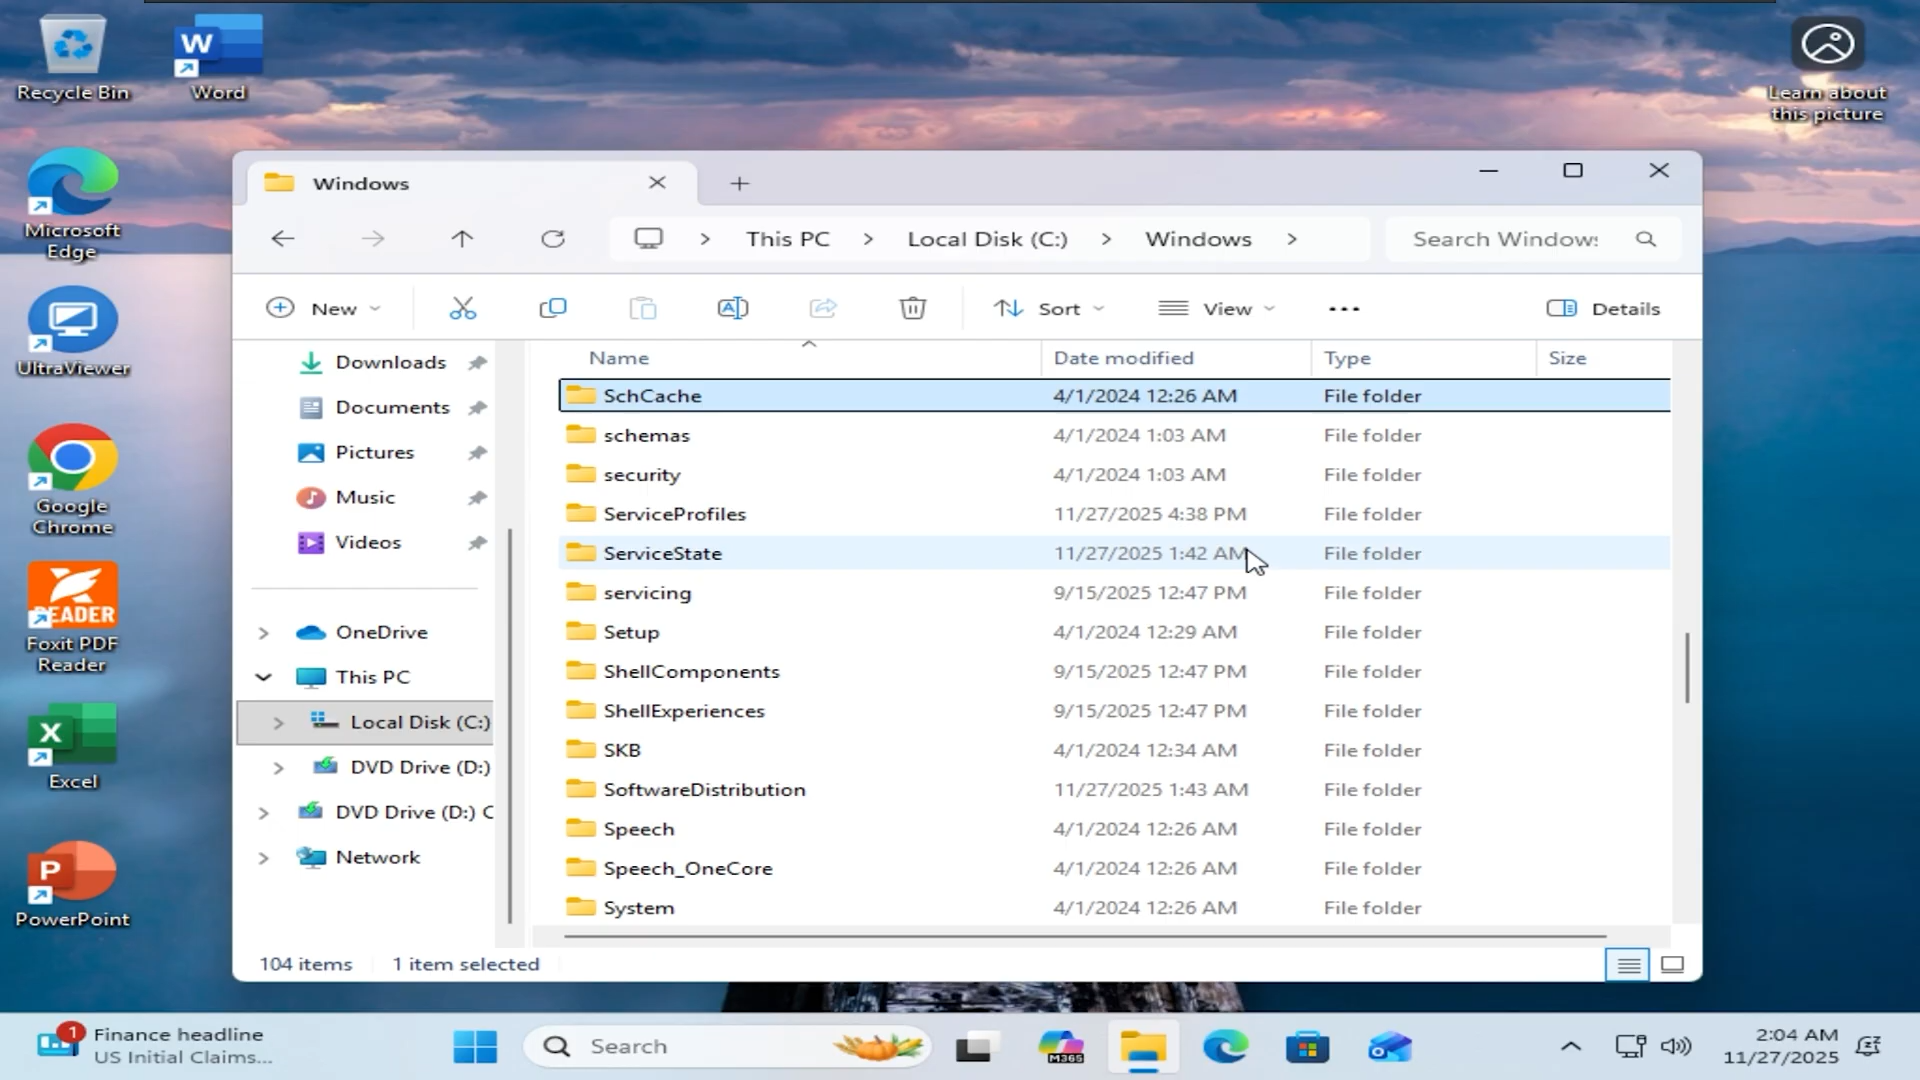 Recycle Bin
Word
Learn about
this picture
Microsoft
Edge
UltraViewer
Google
Chrome
READER
Foxit PDF
Reader
Excel
PowerPoint
Windows
This PC > Local Disk (C:) > Windows >
Search Windows
New
Sort
View
Details
Name Date modified Type Size
Downloads
Documents
Pictures
Music
Videos
OneDrive
This PC
Local Disk (C:)
DVD Drive (D:)
DVD Drive (D:) C
Network
SchCache 4/1/2024 12:26 AM File folder
schemas 4/1/2024 1:03 AM File folder
security 4/1/2024 1:03 AM File folder
ServiceProfiles 11/27/2025 4:38 PM File folder
ServiceState 11/27/2025 1:42 AM File folder
servicing 9/15/2025 12:47 PM File folder
Setup 4/1/2024 12:29 AM File folder
ShellComponents 9/15/2025 12:47 PM File folder
ShellExperiences 9/15/2025 12:47 PM File folder
SKB 4/1/2024 12:34 AM File folder
SoftwareDistribution 11/27/2025 1:43 AM File folder
Speech 4/1/2024 12:26 AM File folder
Speech_OneCore 4/1/2024 12:26 AM File folder
System 4/1/2024 12:26 AM File folder
104 items 1 item selected
1
Finance headline
US Initial Claims...
Search
M365
2:04 AM
11/27/2025